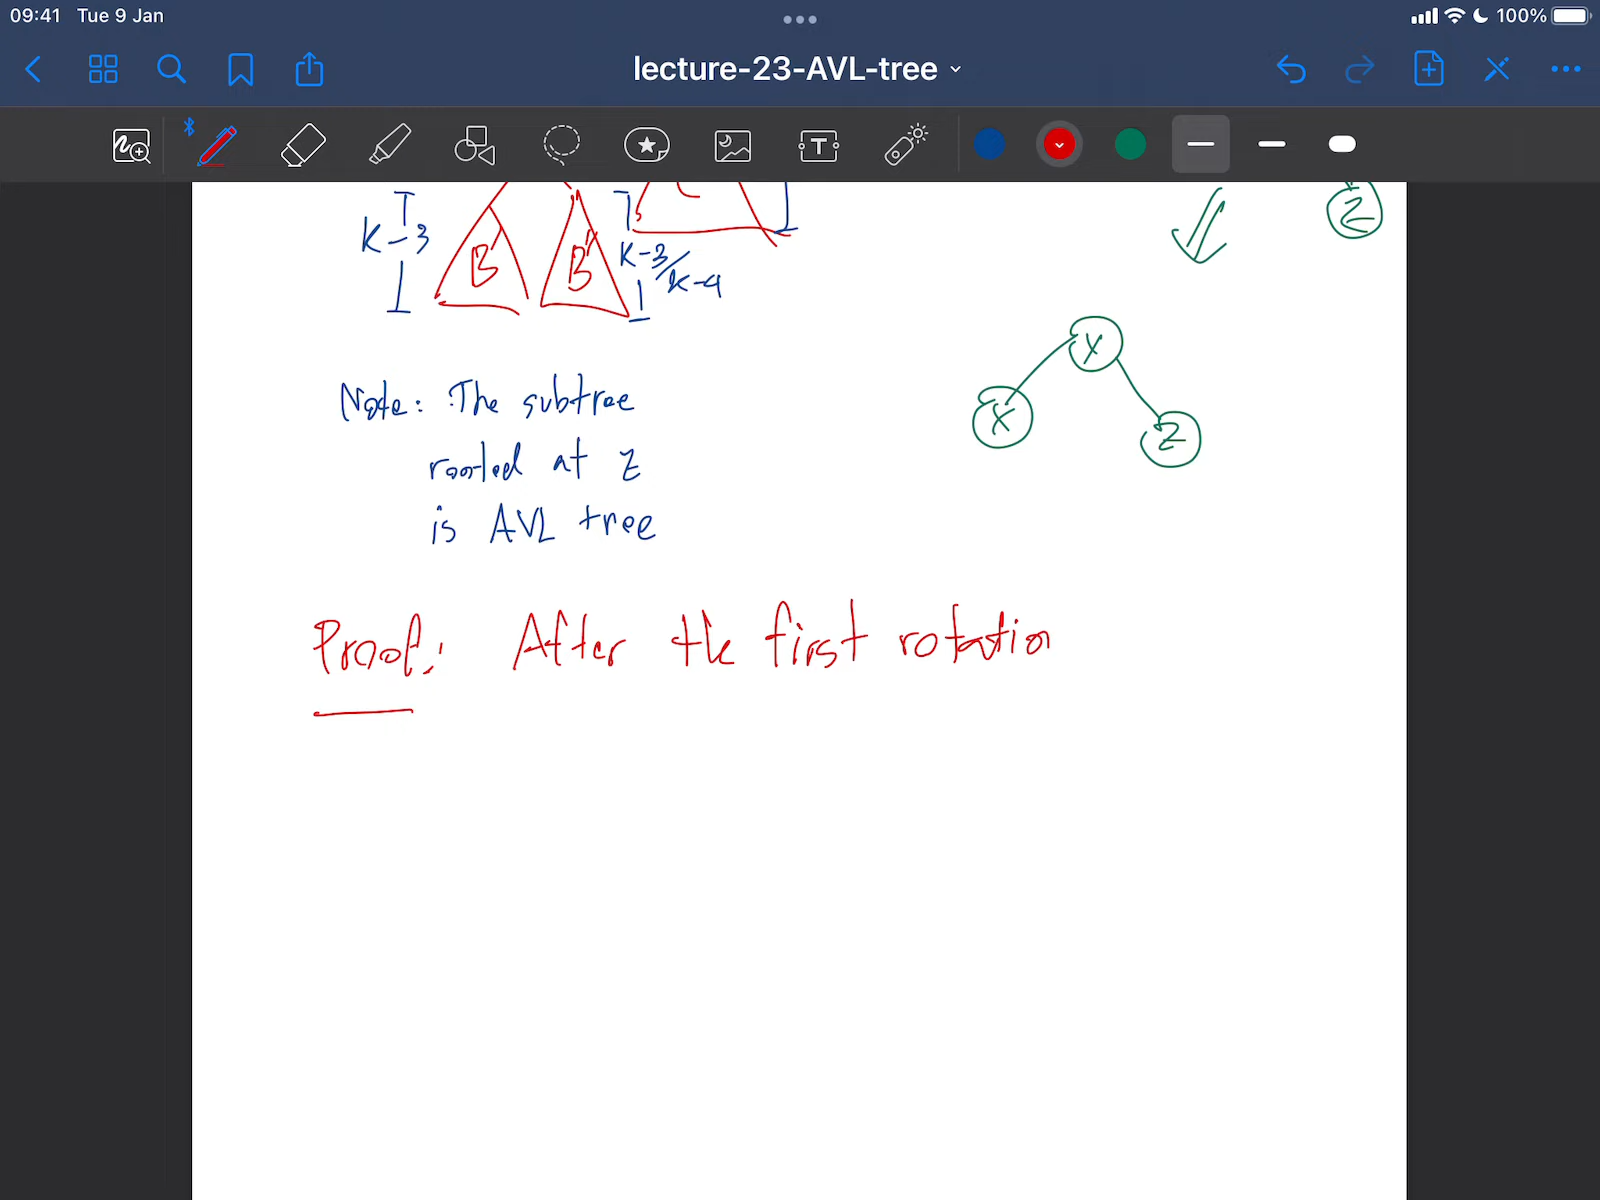 09:41 Tue 9 Jan
100%
lecture-23-AVL-tree
T
K-3
B'
B"
K-3/k-4
Z
Y
X
Z
Note: The subtree
rooted at z
is AVL tree
Proof: After the first rotation